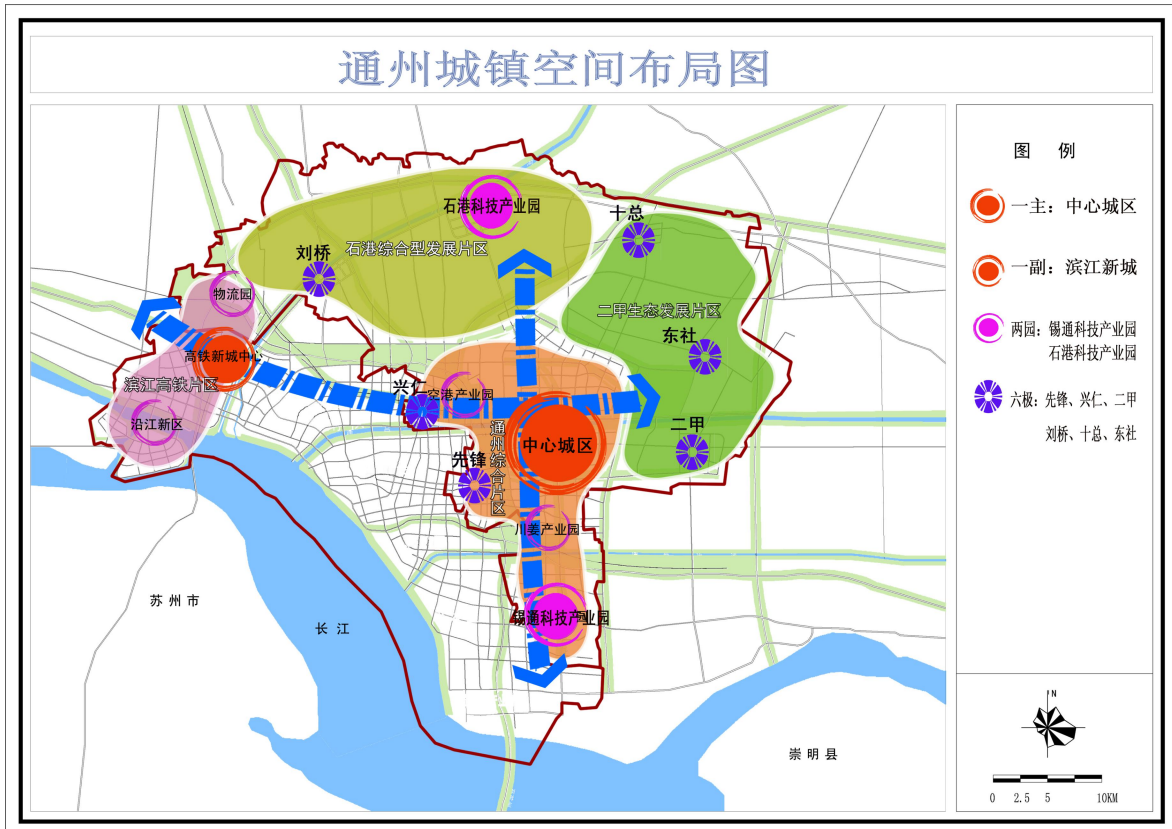 通州城镇空间布局图
石港科技产业园
十总
刘桥
石港综合型发展片区
物流园
二甲生态发展片区
东社
高铁新城中心
滨江高铁片区
兴仁
空港产业园
沿江新区
二甲
通州综合片区
中心城区
先锋
川姜产业园
锡通科技产业园
苏州市
长江
崇明县
图 例
一主：中心城区
一副：滨江新城
两园：锡通科技产业园
石港科技产业园
六极：先锋、兴仁、二甲
刘桥、十总、东社
N
0 2.5 5 10KM